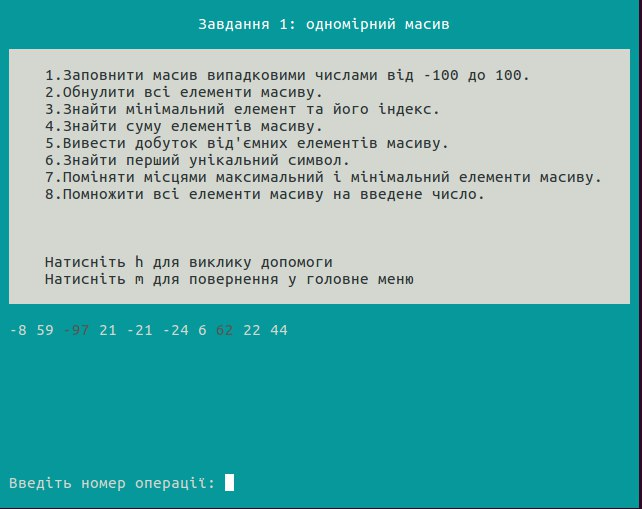 Завдання 1: одномірний масив
1.Заповнити масив випадковими числами від -100 до 100.
2.Обнулити всі елементи масиву.
3.Знайти мінімальний елемент та його індекс.
4.Знайти суму елементів масиву.
5.Вивести добуток від'ємних елементів масиву.
6.Знайти перший унікальний символ.
7.Поміняти місцями максимальний і мінімальний елементи масиву.
8.Помножити всі елементи масиву на введене число.
Натисніть h для виклику допомоги
Натисніть m для повернення у головне меню
-8 59 -97 21 -21 -24 6 62 22 44
Введіть номер операції: